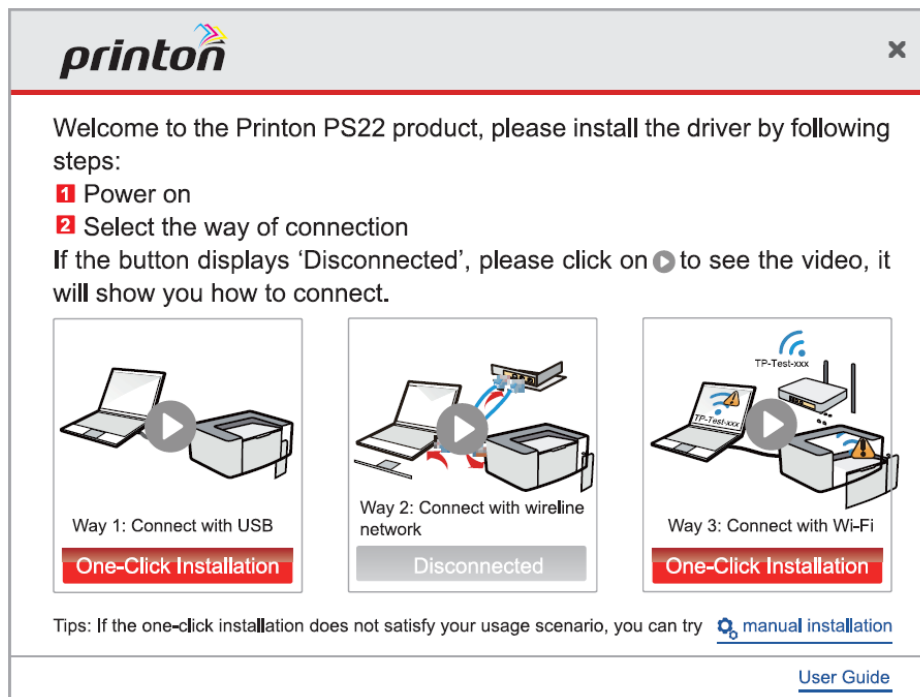 printon
Welcome to the Printon PS22 product, please install the driver by following
steps:
1 Power on
2 Select the way of connection
If the button displays ‘Disconnected’, please click on to see the video, it
will show you how to connect.
TP-Test-xxx
TP-Test-xxx
Way 1: Connect with USB
One-Click Installation
Way 2: Connect with wireline
network
Disconnected
Way 3: Connect with Wi-Fi
One-Click Installation
Tips: If the one-click installation does not satisfy your usage scenario, you can try manual installation
User Guide